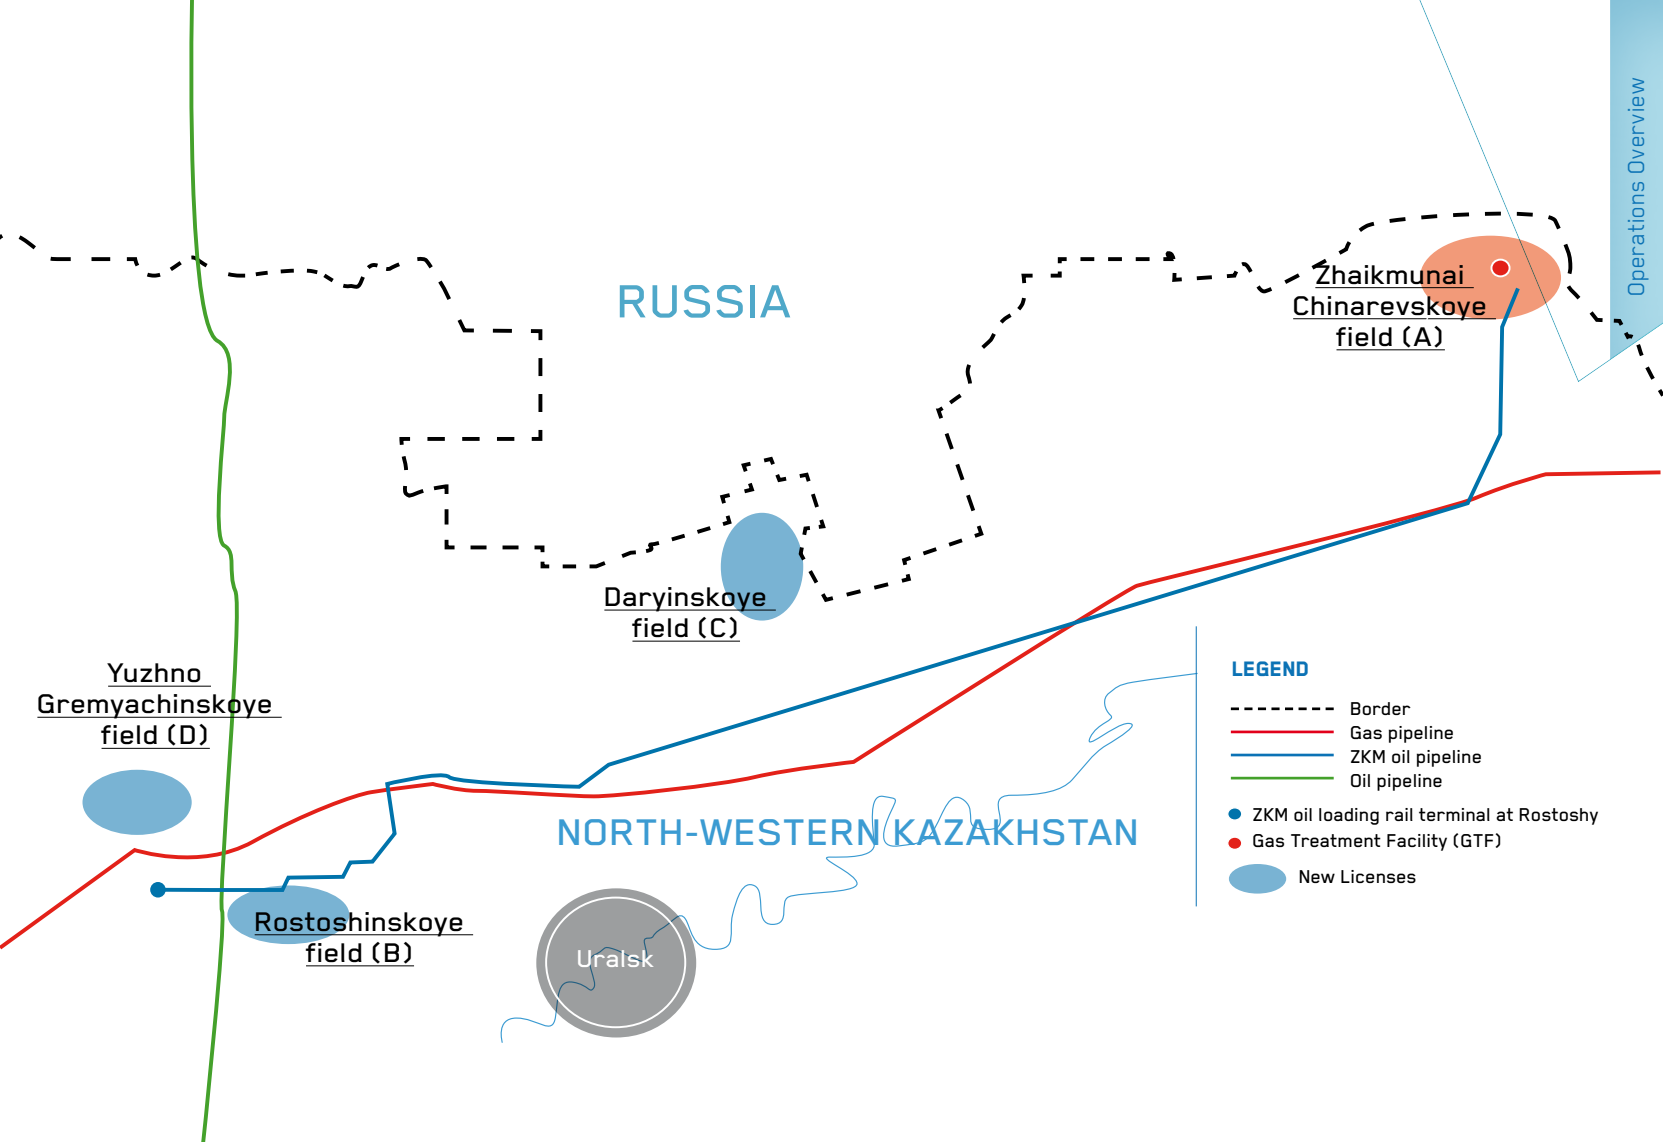 Operations Overview
RUSSIA
Zhaikmunai
Chinarevskoye
field (A)
Daryinskoye
field (C)
Yuzhno
Gremyachinskoye
field (D)
NORTH-WESTERN KAZAKHSTAN
Rostoshinskoye
field (B)
Uralsk
LEGEND
Border
Gas pipeline
ZKM oil pipeline
Oil pipeline
ZKM oil loading rail terminal at Rostoshy
Gas Treatment Facility (GTF)
New Licenses